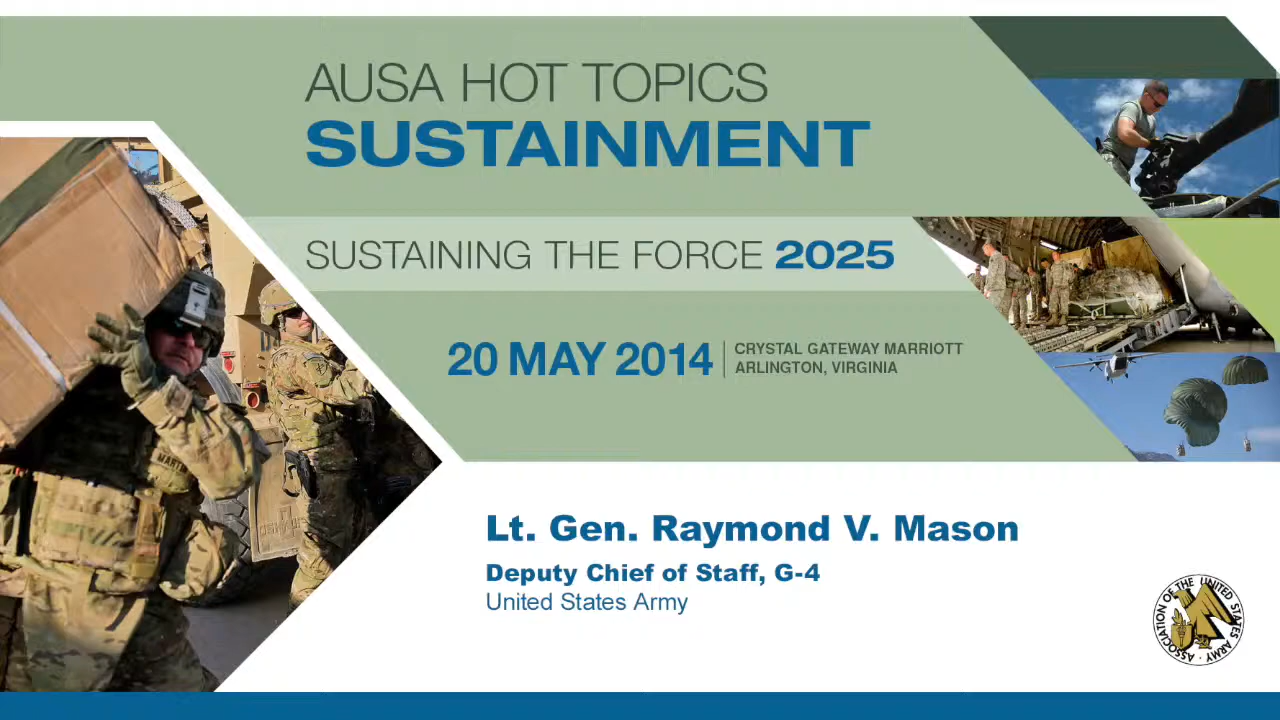 AUSA HOT TOPICS
SUSTAINMENT
SUSTAINING THE FORCE 2025
20 MAY 2014
CRYSTAL GATEWAY MARRIOTT
ARLINGTON, VIRGINIA
Lt. Gen. Raymond V. Mason
Deputy Chief of Staff, G-4
United States Army
ASSOCIATION OF THE UNITED STATES ARMY